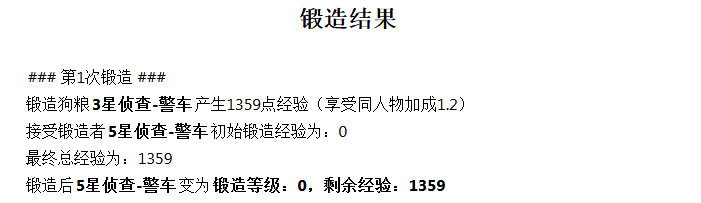 锻造结果
### 第1次锻造 ###
锻造狗粮 3星侦查-警车 产生1359点经验（享受同人物加成1.2）
接受锻造者 5星侦查-警车 初始锻造经验为：0
最终总经验为：1359
锻造后 5星侦查-警车 变为 锻造等级：0，剩余经验：1359